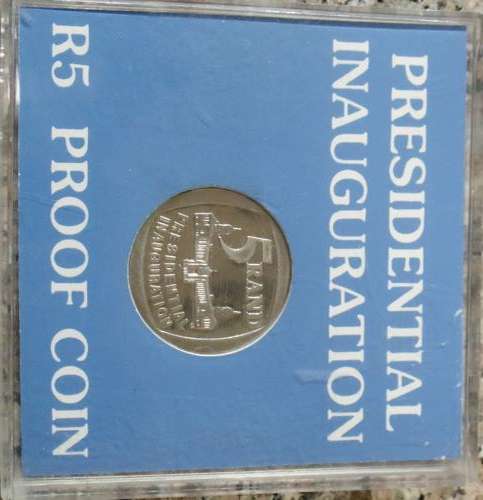 PRESIDENTIAL
INAUGURATION
5 RAND
PRESIDENTIAL
INAUGURATION
R5 PROOF COIN